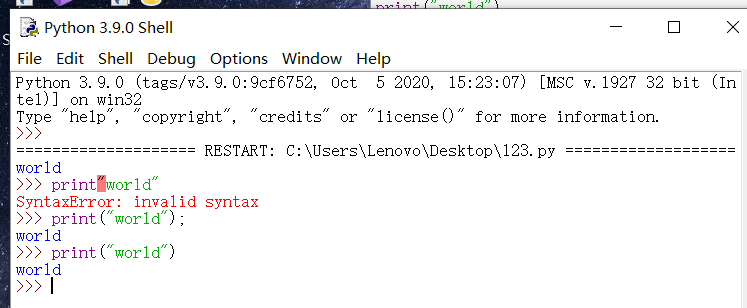 print("world")
Python 3.9.0 Shell
File Edit Shell Debug Options Window Help
Python 3.9.0 (tags/v3.9.0:9cf6752, Oct  5 2020, 15:23:07) [MSC v.1927 32 bit (In
tel)] on win32
Type "help", "copyright", "credits" or "license()" for more information.
>>>
==================== RESTART: C:\Users\Lenovo\Desktop\123.py ===================
world
>>> print"world"
SyntaxError: invalid syntax
>>> print("world");
world
>>> print("world")
world
>>>